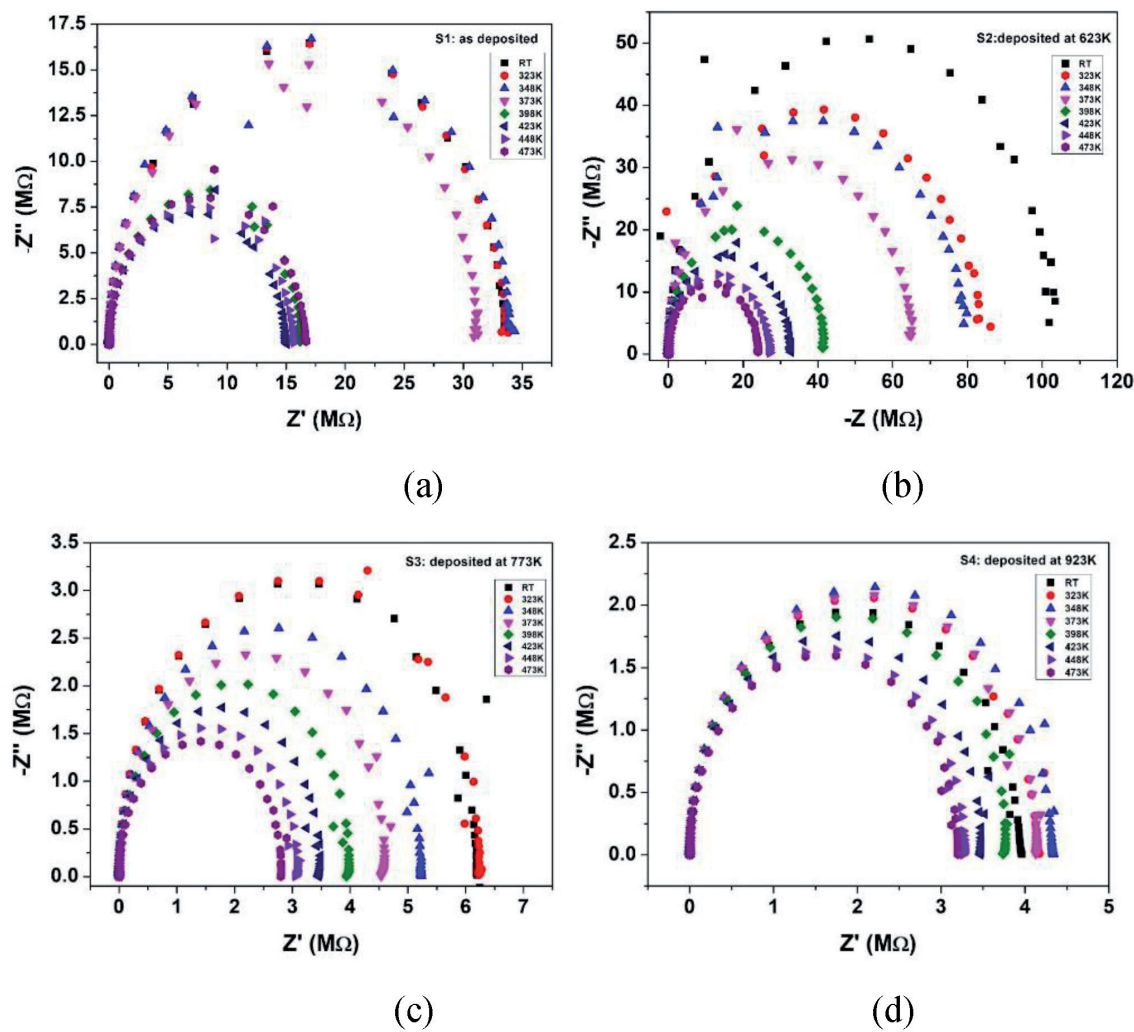 S1: as deposited
RT
323K
348K
373K
398K
423K
448K
473K
17.5
15.0
12.5
10.0
7.5
5.0
2.5
0.0
-Z'' (MΩ)
0 5 10 15 20 25 30 35
Z' (MΩ)
(a)
S2:deposited at 623K
RT
323K
348K
373K
398K
423K
448K
473K
50
40
30
20
10
0
-Z'' (MΩ)
0 20 40 60 80 100 120
-Z (MΩ)
(b)
S3: deposited at 773K
RT
323K
348K
373K
398K
423K
448K
473K
3.5
3.0
2.5
2.0
1.5
1.0
0.5
0.0
-Z'' (MΩ)
0 1 2 3 4 5 6 7
Z' (MΩ)
(c)
S4: deposited at 923K
RT
323K
348K
373K
398K
423K
448K
473K
2.5
2.0
1.5
1.0
0.5
0.0
-Z'' (MΩ)
0 1 2 3 4 5
Z' (MΩ)
(d)